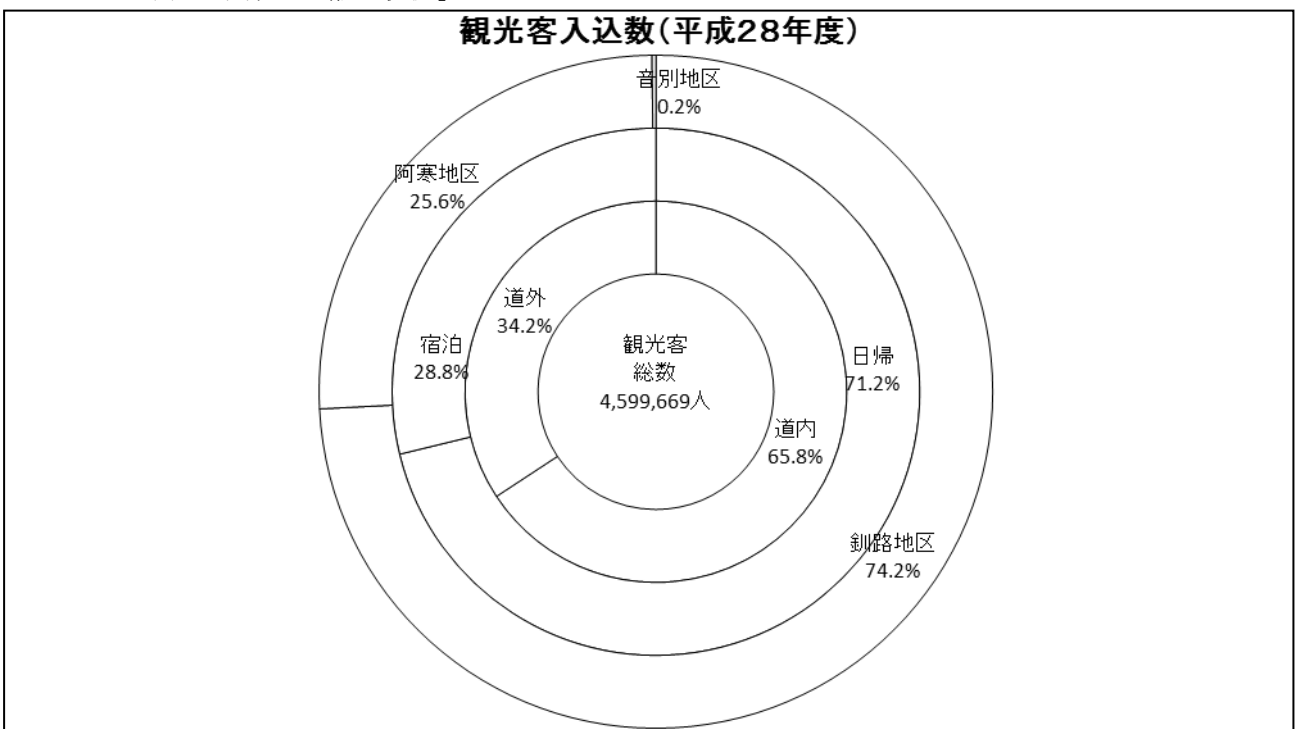 観光客入込数(平成28年度)
音別地区
0.2%
阿寒地区
25.6%
道外
34.2%
宿泊
28.8%
観光客
総数
4,599,669人
日帰
71.2%
道内
65.8%
釧路地区
74.2%